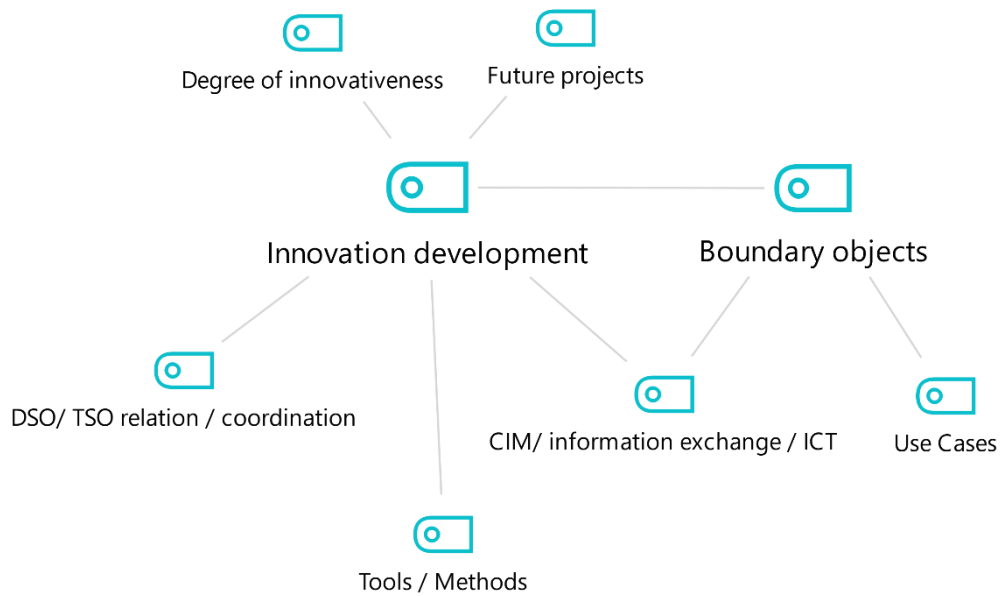 Degree of innovativeness
Future projects
Innovation development
Boundary objects
DSO/ TSO relation / coordination
CIM/ information exchange / ICT
Use Cases
Tools / Methods